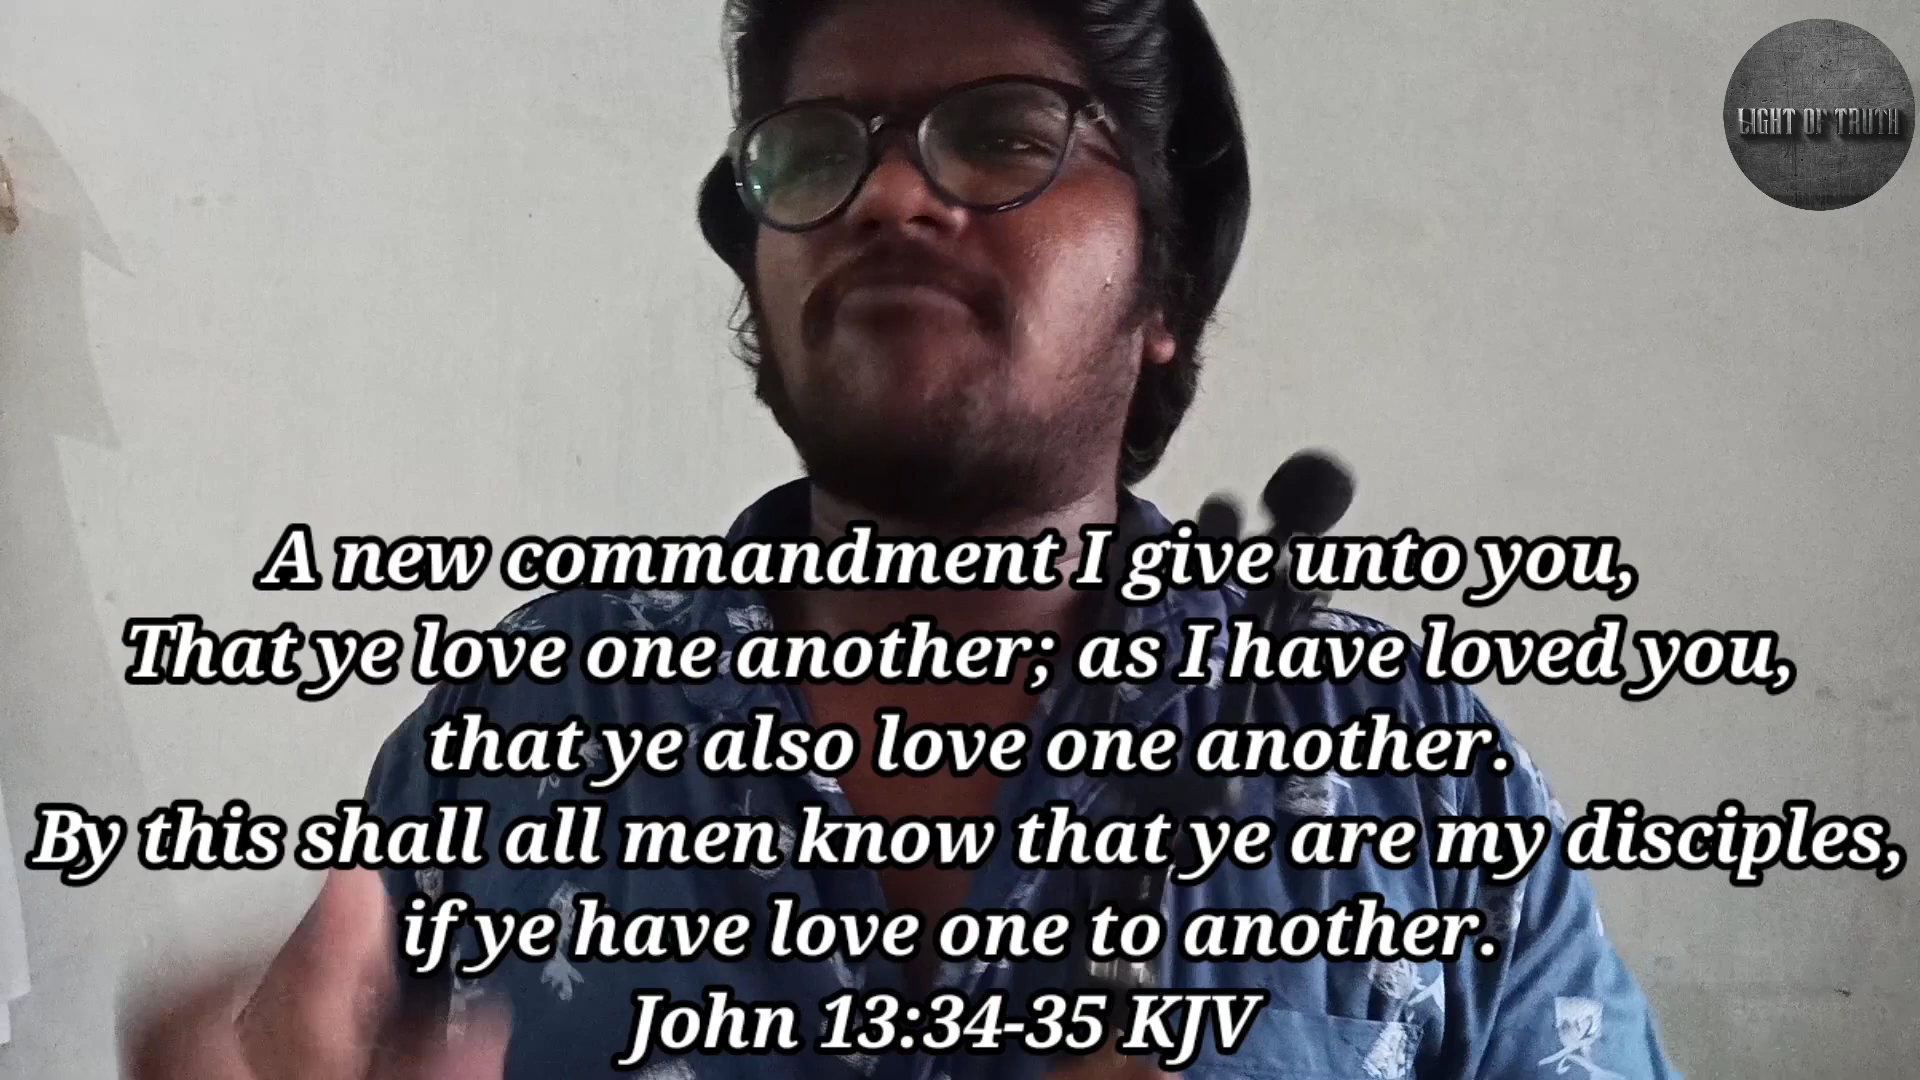 LIGHT OF TRUTH
A new commandment I give unto you,
That ye love one another; as I have loved you,
that ye also love one another.
By this shall all men know that ye are my disciples,
if ye have love one to another.
John 13:34-35 KJV